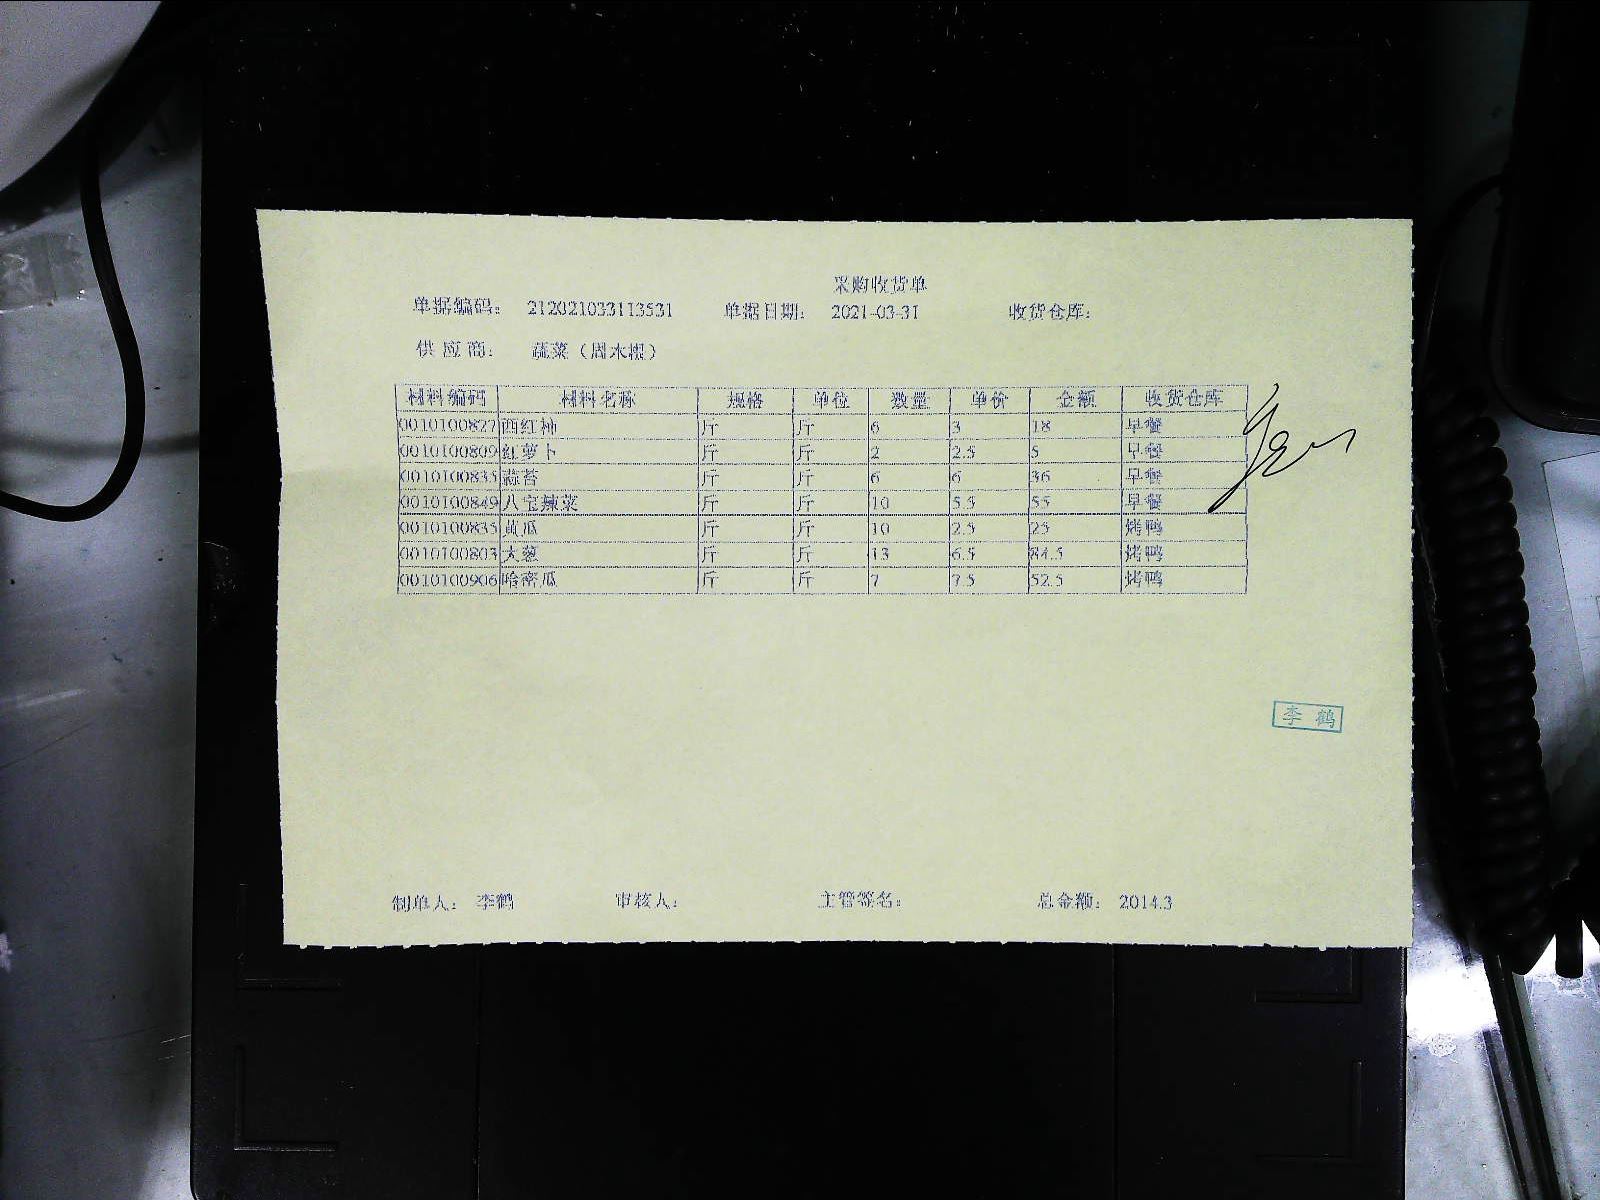 采购收货单
单据编码： 212021033113531 单据日期： 2021-03-31 收货仓库：
供应商： 蔬菜（周木棍）
材料编码 材料名称 规格 单位 数量 单价 金额 收货仓库
0010100827 西红柿 斤 斤 6 3 18 早餐
0010100809 红萝卜 斤 斤 2 2.5 5 早餐
0010100835 蒜苔 斤 斤 6 6 36 早餐
0010100849 八宝辣菜 斤 斤 10 5.5 55 早餐
0010100835 黄瓜 斤 斤 10 2.5 25 烤鸭
0010100803 大葱 斤 斤 13 6.5 84.5 烤鸭
0010100906 哈密瓜 斤 斤 7 7.5 52.5 烤鸭
李鹤
制单人： 李鹤 审核人： 主管签名： 总金额： 2014.3